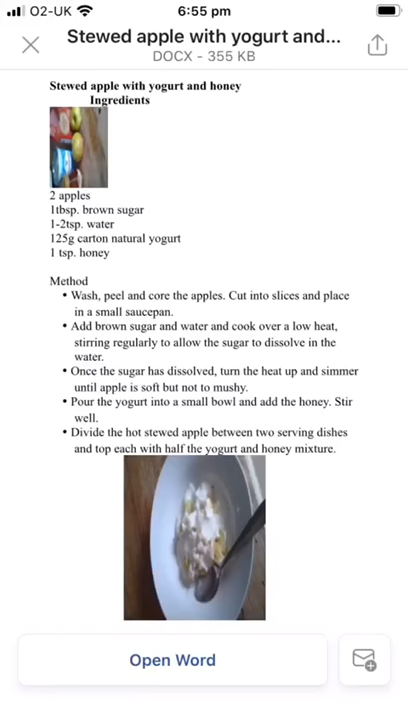 O2-UK 6:55 pm
Stewed apple with yogurt and...
DOCX - 355 KB
Stewed apple with yogurt and honey
Ingredients
2 apples
1tbsp. brown sugar
1-2tsp. water
125g carton natural yogurt
1 tsp. honey
Method
• Wash, peel and core the apples. Cut into slices and place
in a small saucepan.
• Add brown sugar and water and cook over a low heat,
stirring regularly to allow the sugar to dissolve in the
water.
• Once the sugar has dissolved, turn the heat up and simmer
until apple is soft but not to mushy.
• Pour the yogurt into a small bowl and add the honey. Stir
well.
• Divide the hot stewed apple between two serving dishes
and top each with half the yogurt and honey mixture.
Open Word